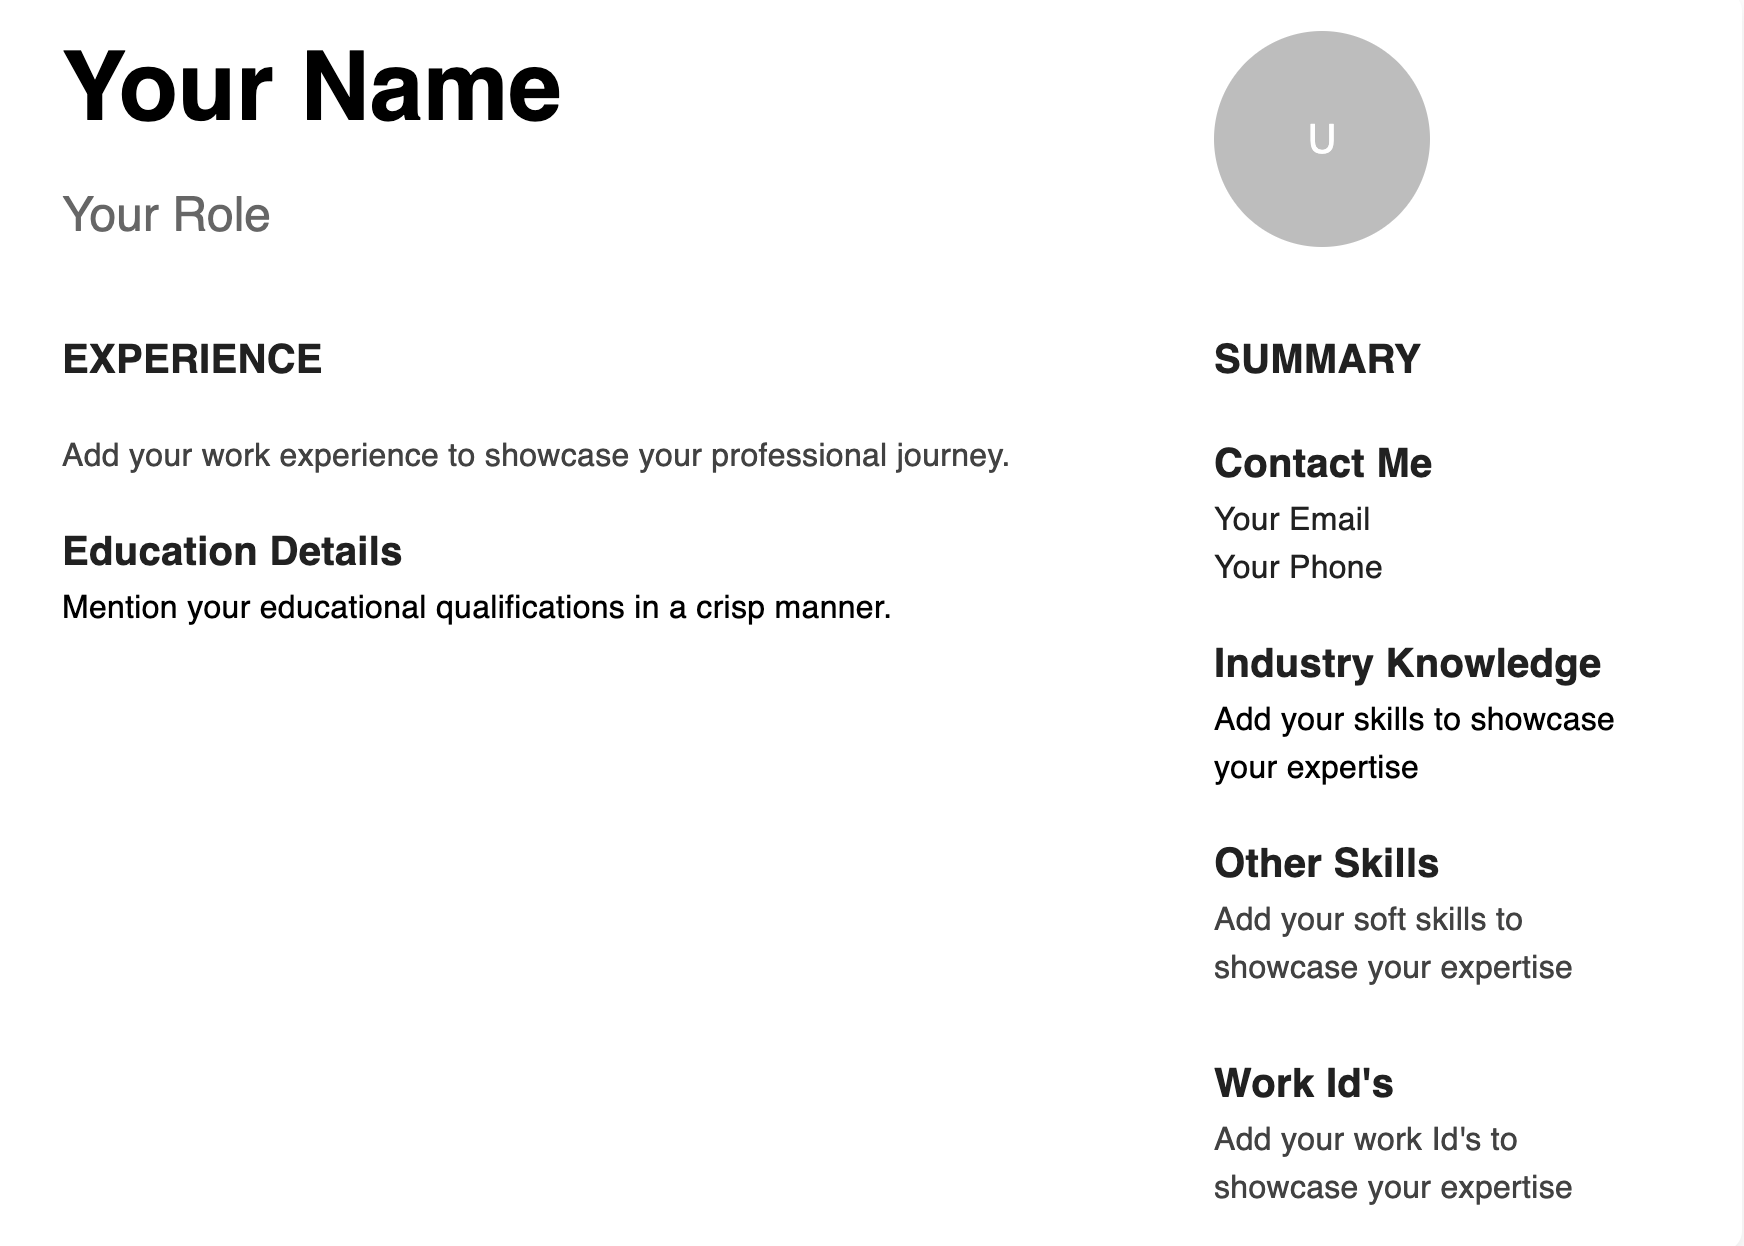 Your Name
Your Role
U
EXPERIENCE
Add your work experience to showcase your professional journey.
Education Details
Mention your educational qualifications in a crisp manner.
SUMMARY
Contact Me
Your Email
Your Phone
Industry Knowledge
Add your skills to showcase
your expertise
Other Skills
Add your soft skills to
showcase your expertise
Work Id's
Add your work Id's to
showcase your expertise